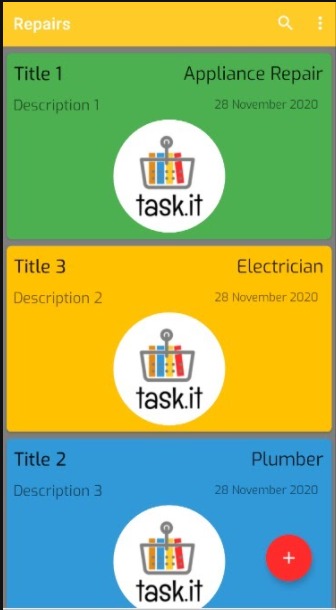 Repairs
Title 1 Appliance Repair
Description 1 28 November 2020
task.it
Title 3 Electrician
Description 2 28 November 2020
task.it
Title 2 Plumber
Description 3 28 November 2020
task.it
+